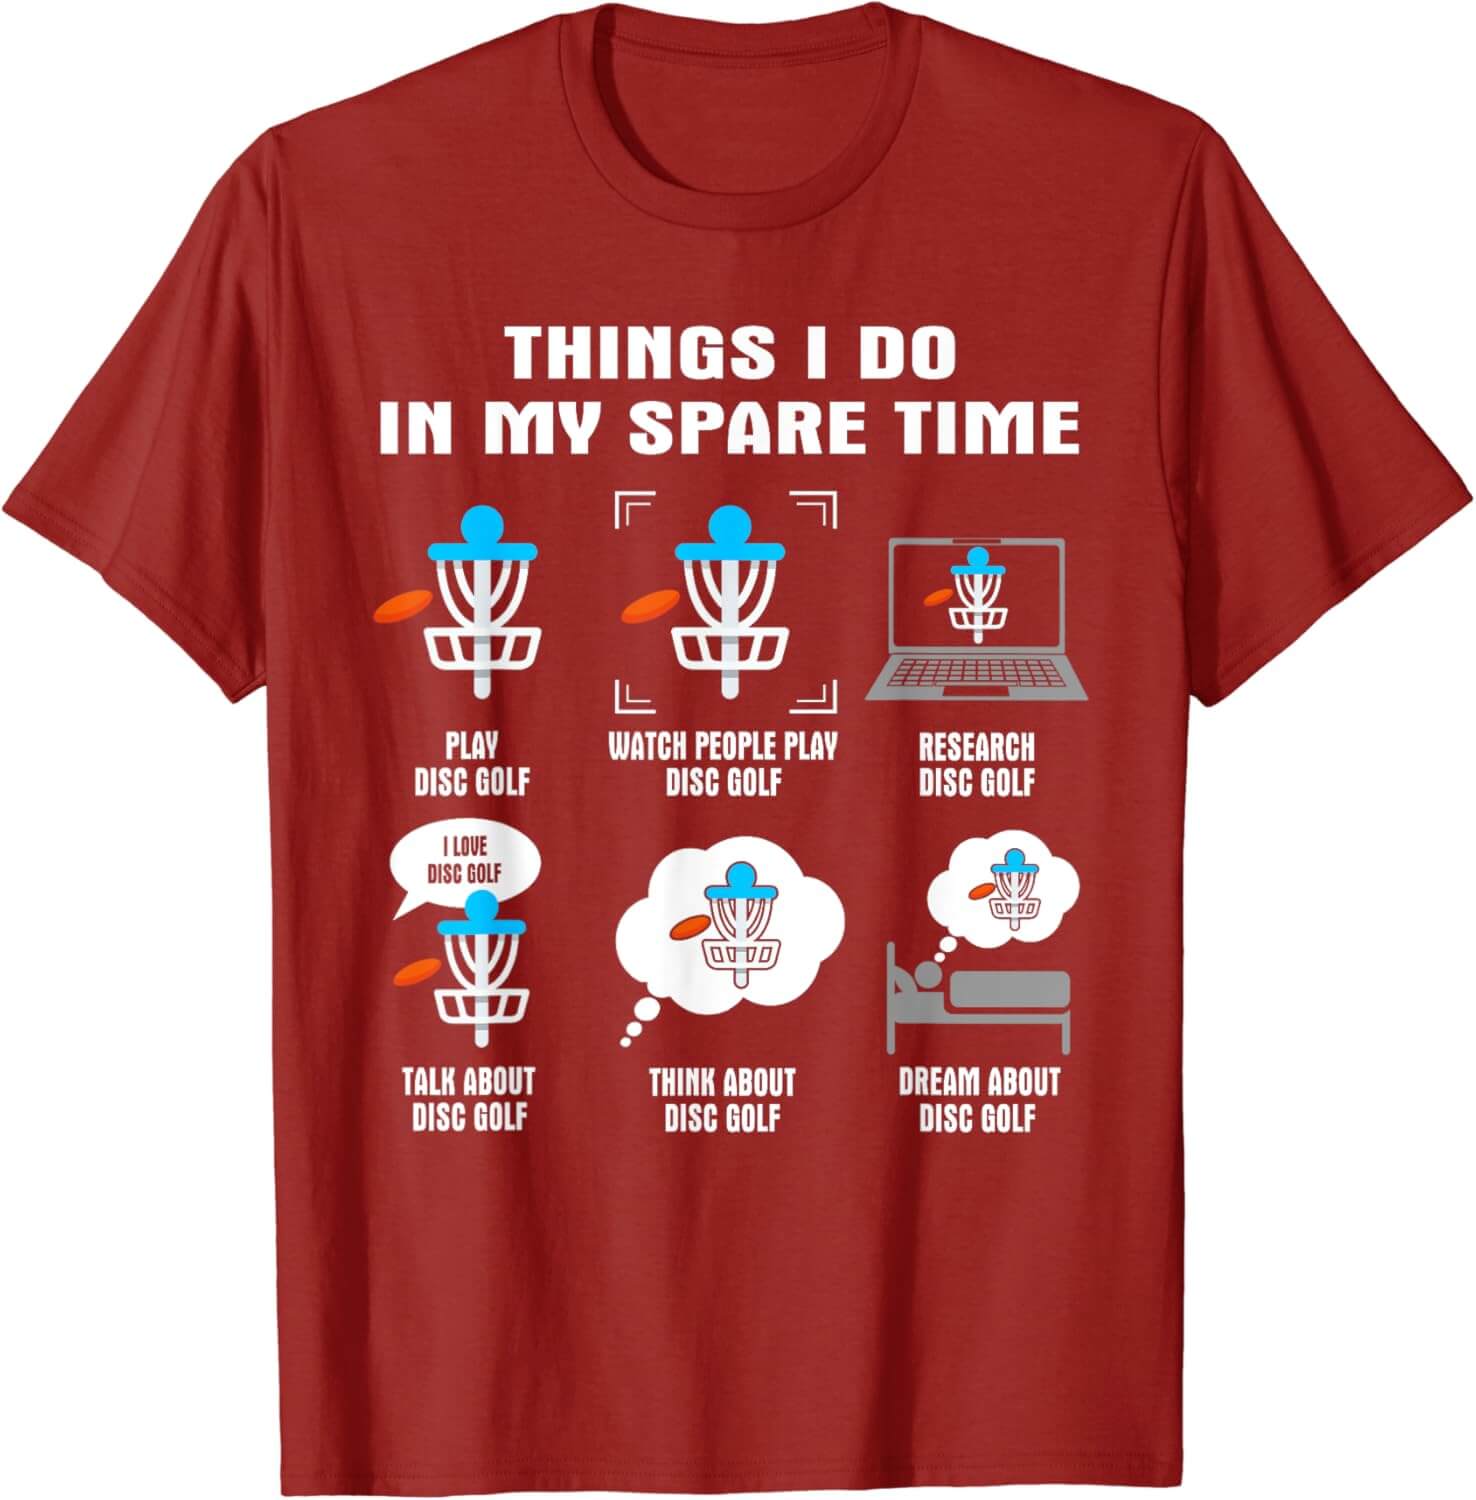 THINGS I DO
IN MY SPARE TIME
PLAY
DISC GOLF
WATCH PEOPLE PLAY
DISC GOLF
RESEARCH
DISC GOLF
I LOVE
DISC GOLF
TALK ABOUT
DISC GOLF
THINK ABOUT
DISC GOLF
DREAM ABOUT
DISC GOLF